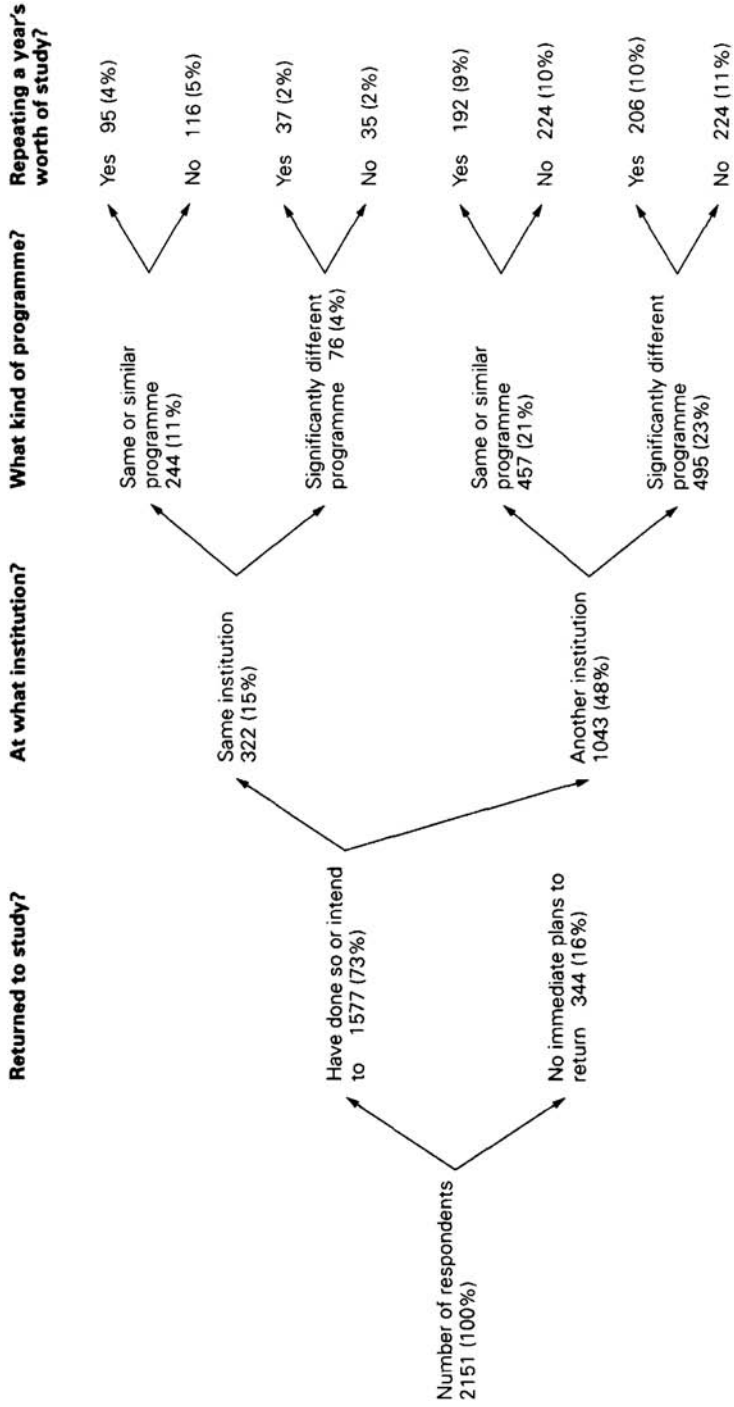 Returned to study?
At what institution?
What kind of programme?
Repeating a year's
worth of study?
Number of respondents
2151 (100%)
Have done so or intend
to 1577 (73%)
No immediate plans to
return 344 (16%)
Same institution
322 (15%)
Another institution
1043 (48%)
Same or similar
programme
244 (11%)
Significantly different
programme 76 (4%)
Same or similar
programme
457 (21%)
Significantly different
programme
495 (23%)
Yes 95 (4%)
No 116 (5%)
Yes 37 (2%)
No 35 (2%)
Yes 192 (9%)
No 224 (10%)
Yes 206 (10%)
No 224 (11%)